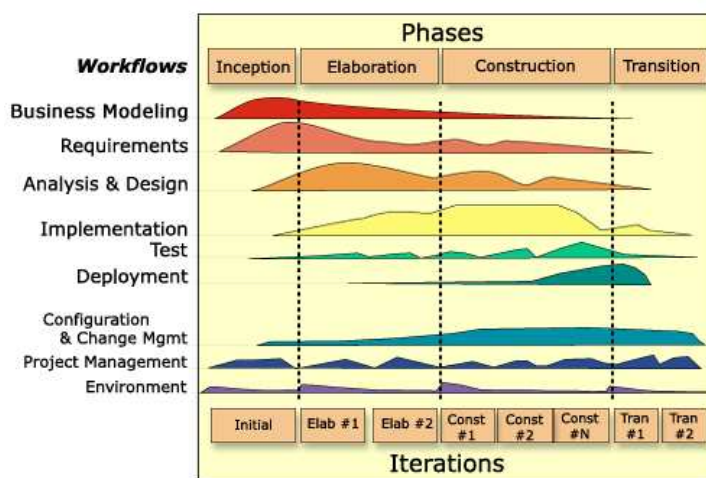 Phases
Workflows
Inception
Elaboration
Construction
Transition
Business Modeling
Requirements
Analysis & Design
Implementation
Test
Deployment
Configuration
& Change Mgmt
Project Management
Environment
Initial
Elab #1
Elab #2
Const
#1
Const
#2
Const
#N
Tran
#1
Tran
#2
Iterations